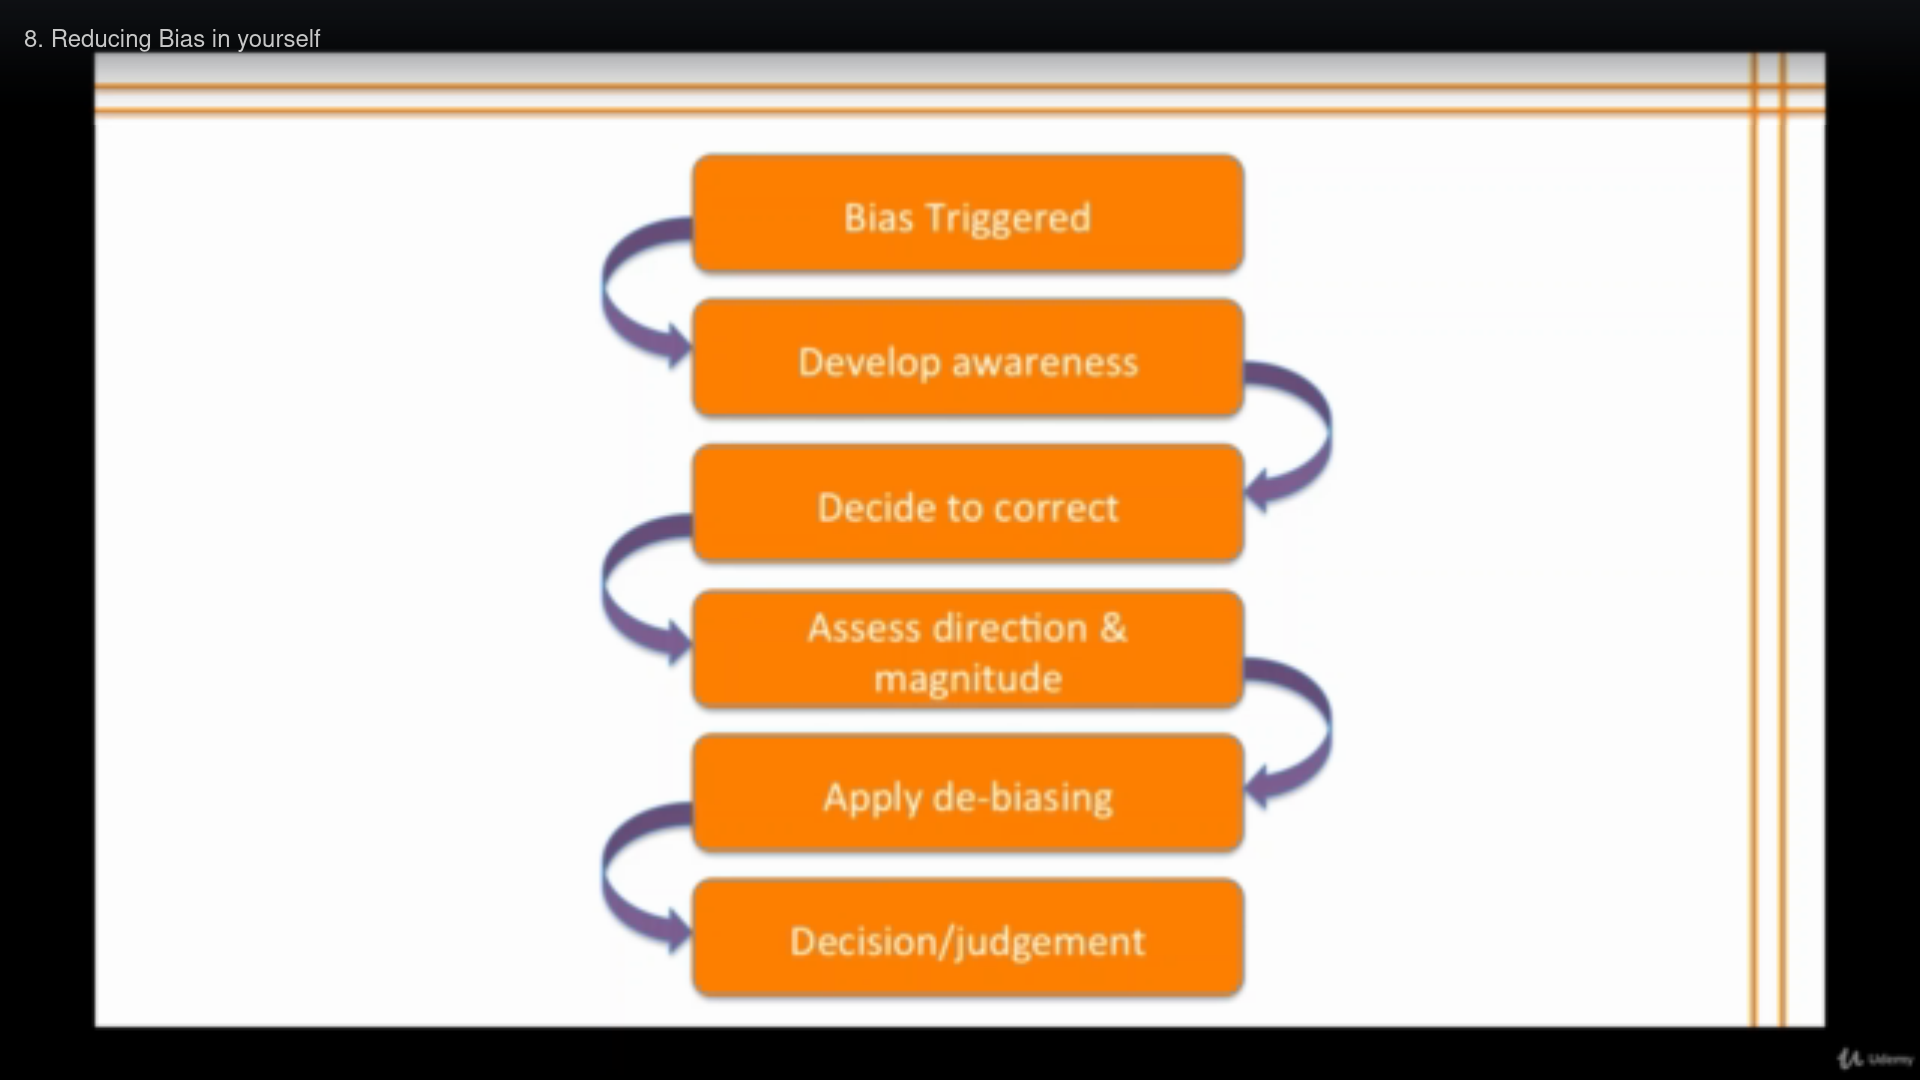 8. Reducing Bias in yourself
Bias Triggered
Develop awareness
Decide to correct
Assess direction &
magnitude
Apply de-biasing
Decision/judgement
Udemy